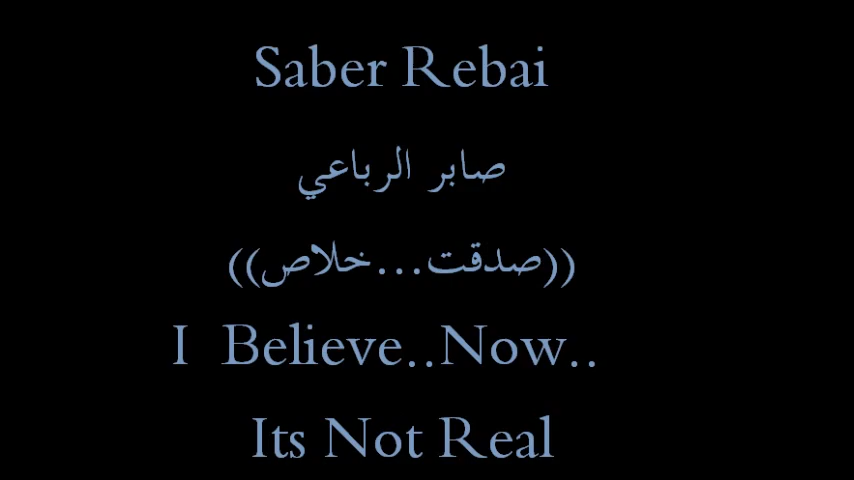 Saber Rebai
صابر الرباعي
((صدقت...خلاص))
I Believe..Now..
Its Not Real